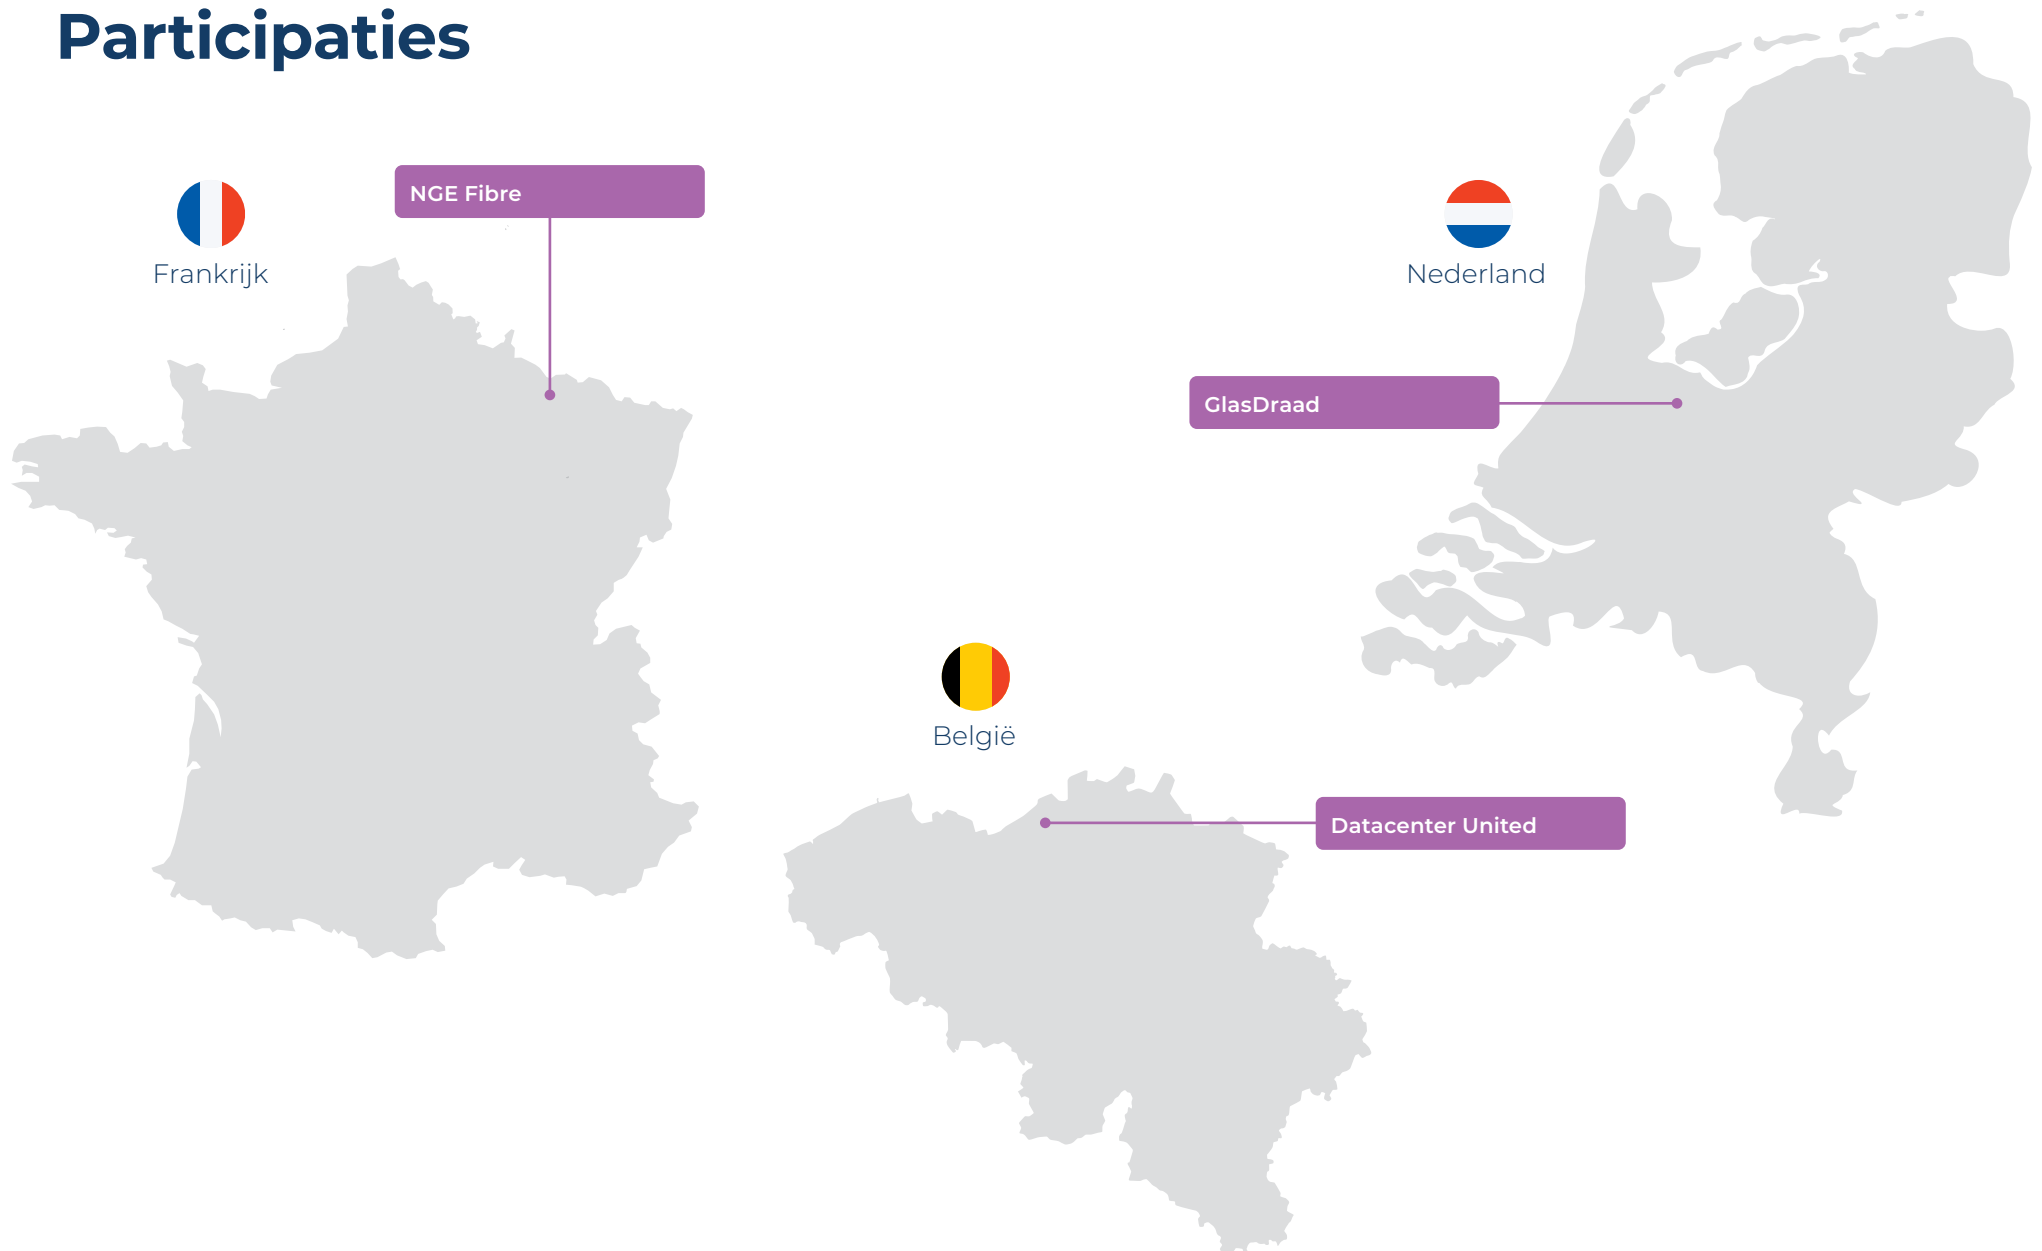 Participaties
NGE Fibre
Frankrijk
Nederland
GlasDraad
België
Datacenter United